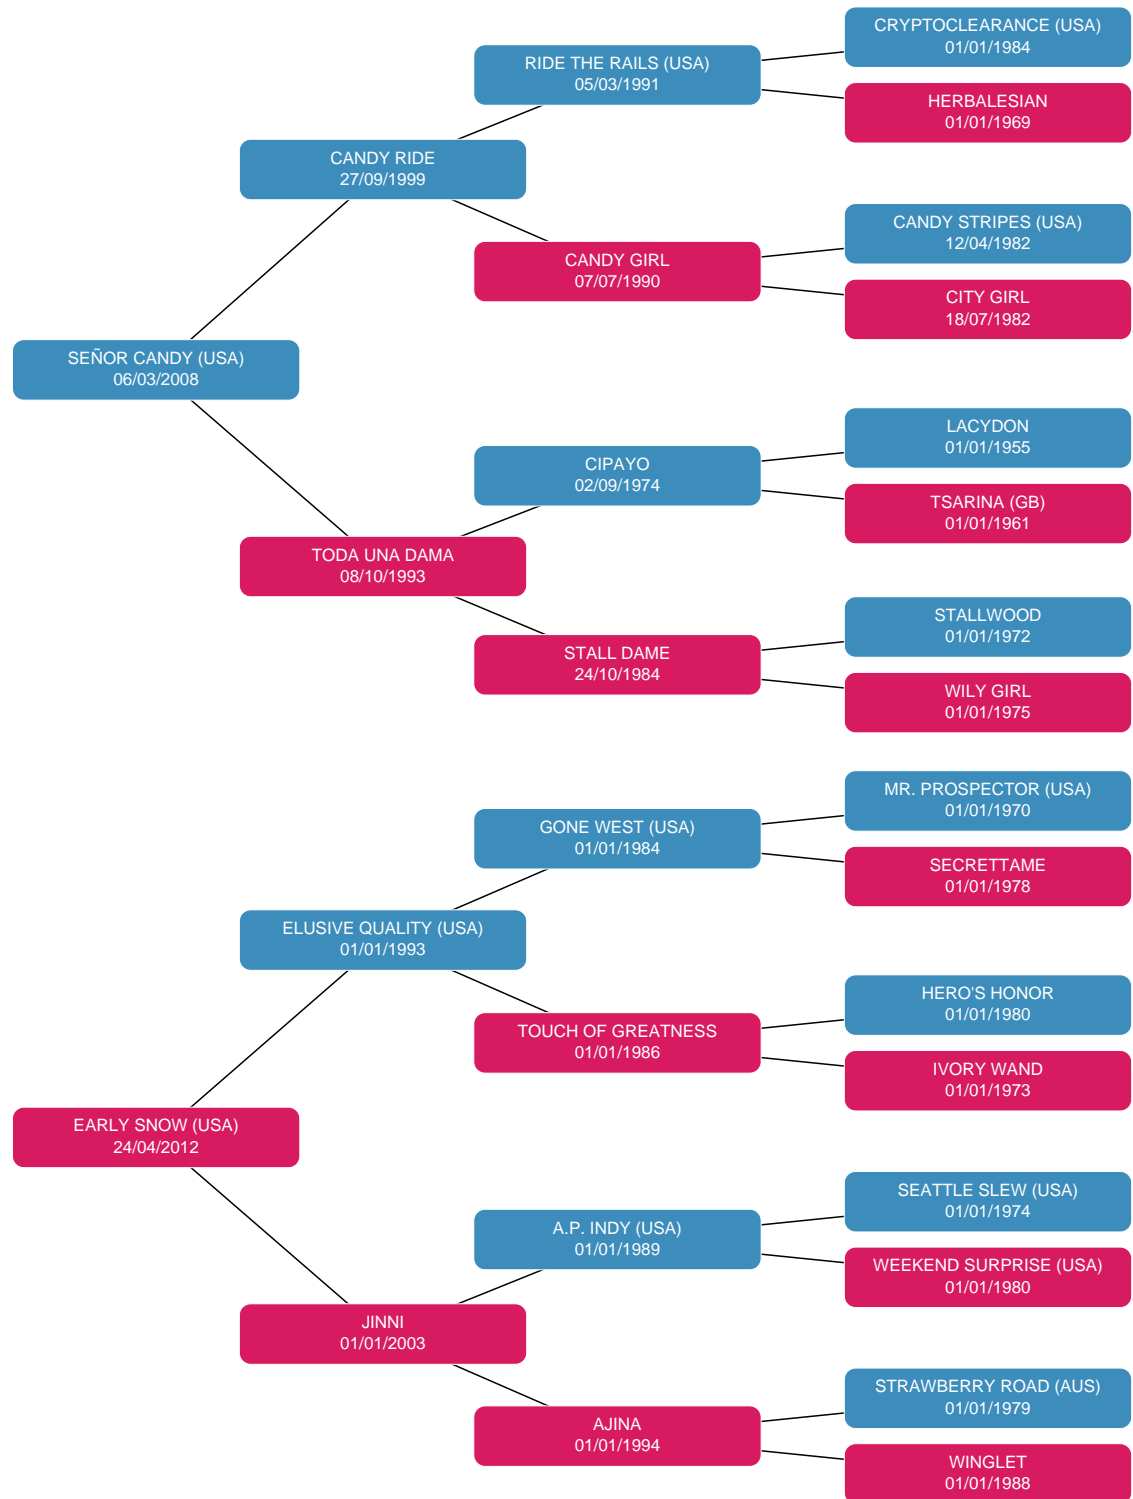 CRYPTOCLEARANCE (USA)
01/01/1984
RIDE THE RAILS (USA)
05/03/1991
HERBALESIAN
01/01/1969
CANDY RIDE
27/09/1999
CANDY STRIPES (USA)
12/04/1982
CANDY GIRL
07/07/1990
CITY GIRL
18/07/1982
SEÑOR CANDY (USA)
06/03/2008
LACYDON
01/01/1955
CIPAYO
02/09/1974
TSARINA (GB)
01/01/1961
TODA UNA DAMA
08/10/1993
STALLWOOD
01/01/1972
STALL DAME
24/10/1984
WILY GIRL
01/01/1975
MR. PROSPECTOR (USA)
01/01/1970
GONE WEST (USA)
01/01/1984
SECRETTAME
01/01/1978
ELUSIVE QUALITY (USA)
01/01/1993
HERO'S HONOR
01/01/1980
TOUCH OF GREATNESS
01/01/1986
IVORY WAND
01/01/1973
EARLY SNOW (USA)
24/04/2012
SEATTLE SLEW (USA)
01/01/1974
A.P. INDY (USA)
01/01/1989
WEEKEND SURPRISE (USA)
01/01/1980
JINNI
01/01/2003
STRAWBERRY ROAD (AUS)
01/01/1979
AJINA
01/01/1994
WINGLET
01/01/1988